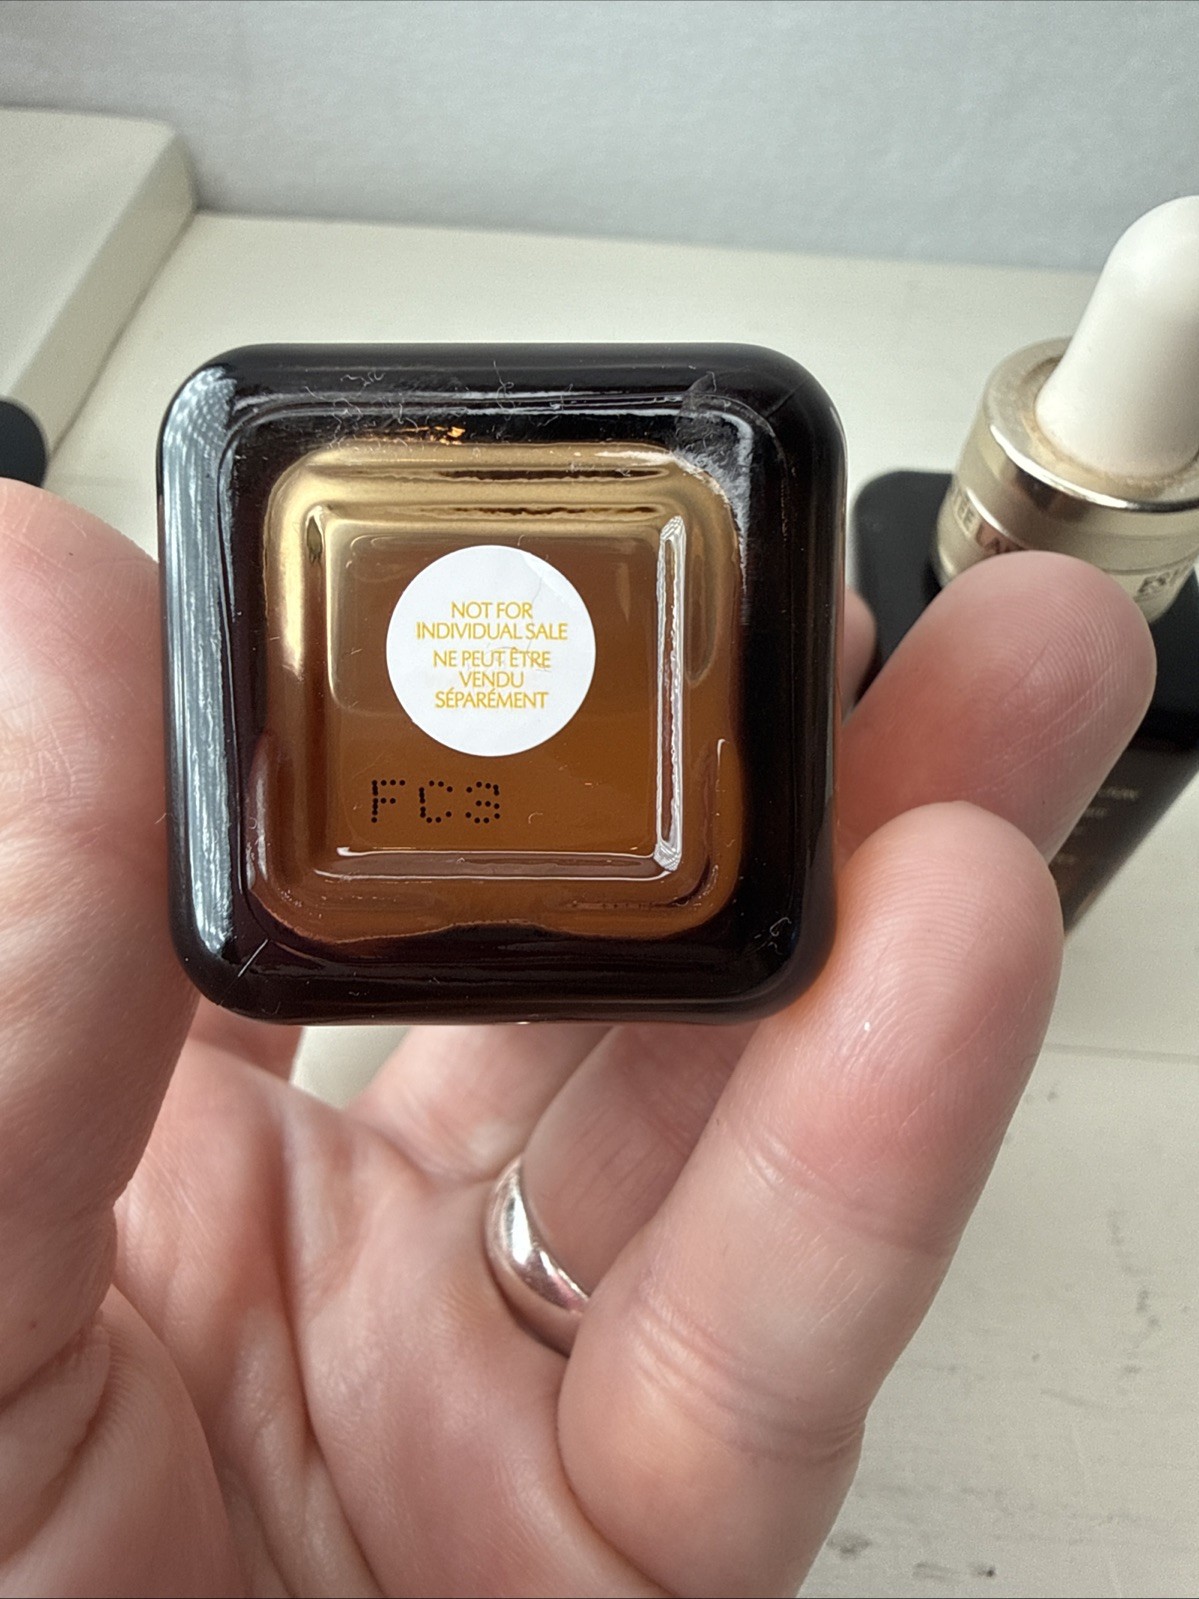 NOT FOR
INDIVIDUAL SALE
NE PEUT ÊTRE
VENDU
SÉPARÉMENT
FC3